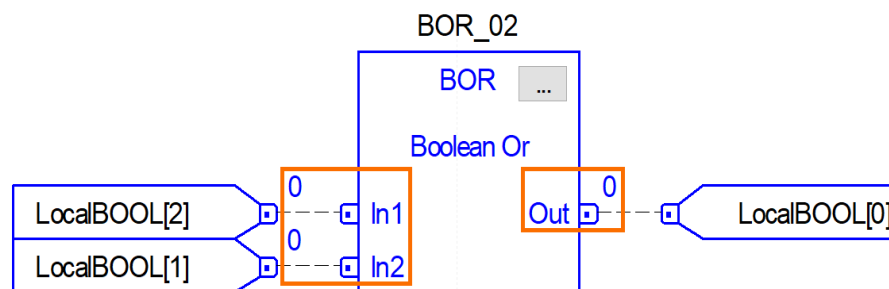 BOR_02
BOR ...
Boolean Or
0 0
LocalBOOL[2] In1 Out LocalBOOL[0]
0
LocalBOOL[1] In2